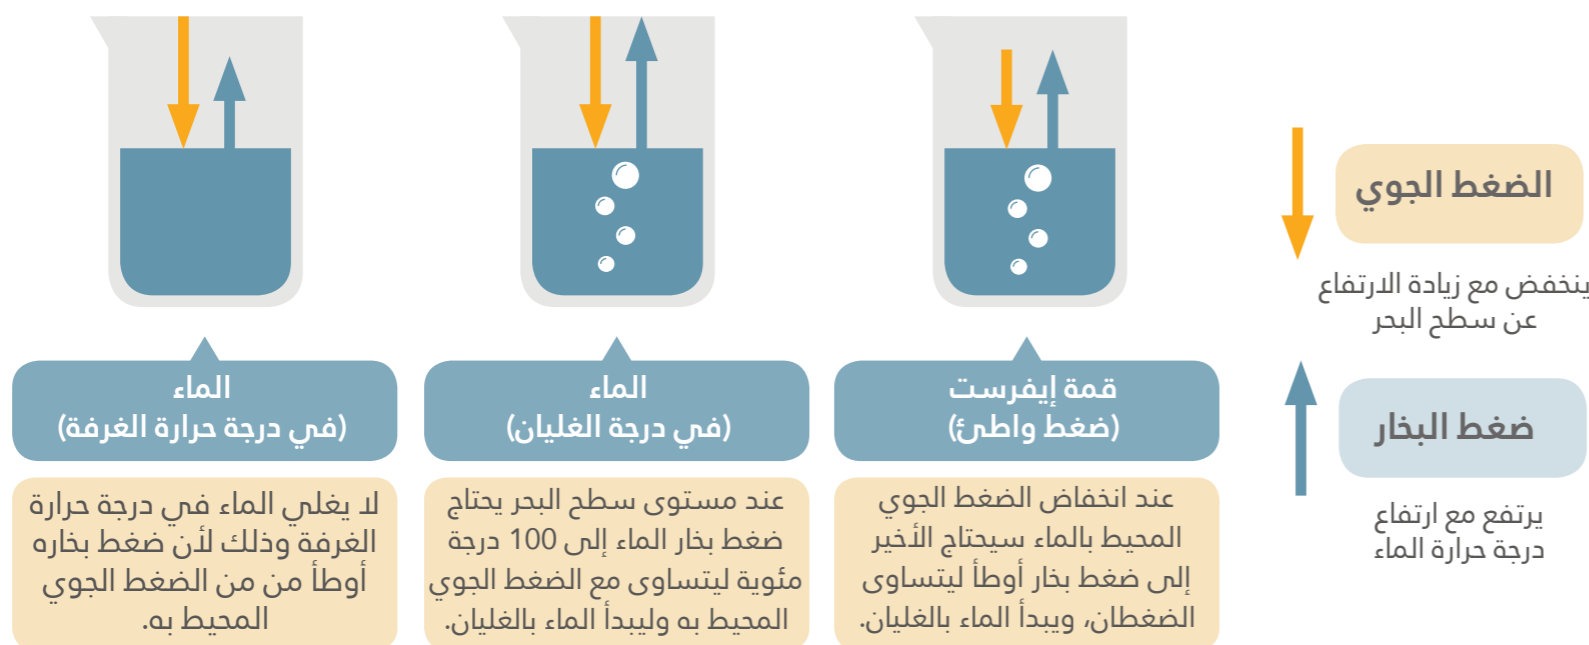 الضغط الجوي
ينخفض مع زيادة الارتفاع
عن سطح البحر
ضغط البخار
يرتفع مع ارتفاع
درجة حرارة الماء
قمة إيفرست
(ضغط واطئ)
عند انخفاض الضغط الجوي
المحيط بالماء سيحتاج الأخير
إلى ضغط بخار أوطأ ليتساوى
الضغطان، ويبدأ الماء بالغليان.
الماء
(في درجة الغليان)
عند مستوى سطح البحر يحتاج
ضغط بخار الماء إلى 100 درجة
مئوية ليتساوى مع الضغط الجوي
المحيط به وليبدأ الماء بالغليان.
الماء
(في درجة حرارة الغرفة)
لا يغلي الماء في درجة حرارة
الغرفة وذلك لأن ضغط بخاره
أوطأ من من الضغط الجوي
المحيط به.